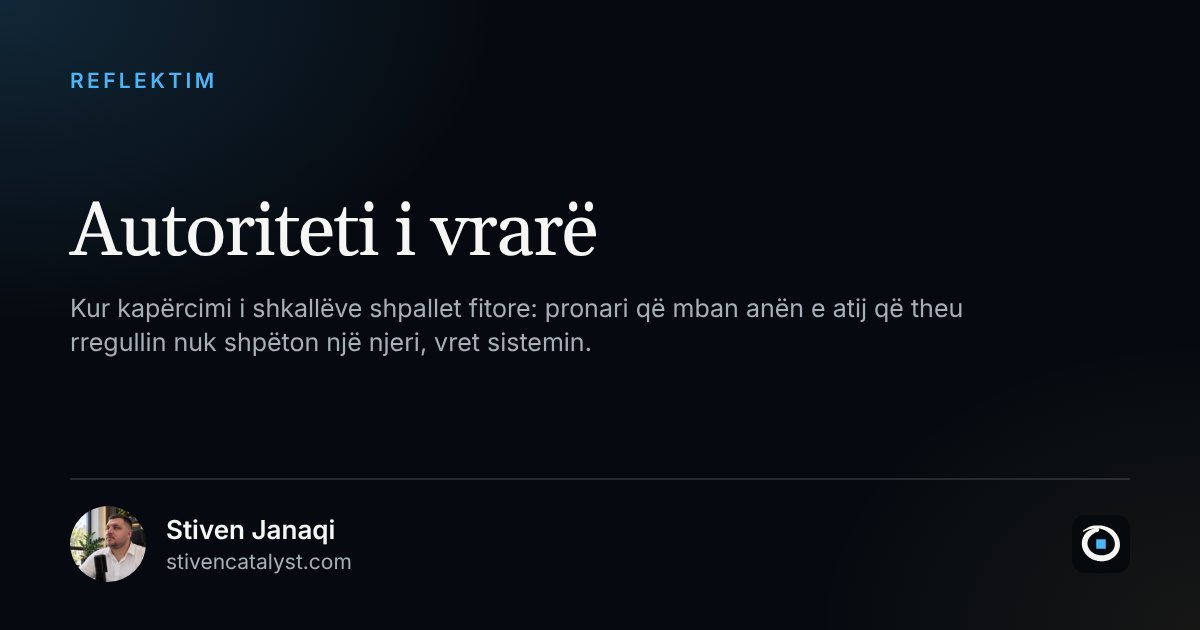 REFLEKTIM
Autoriteti i vrarë
Kur kapërcimi i shkallëve shpallet fitore: pronari që mban anën e atij që theu
rregullin nuk shpëton një njeri, vret sistemin.
Stiven Janaqi
stivencatalyst.com